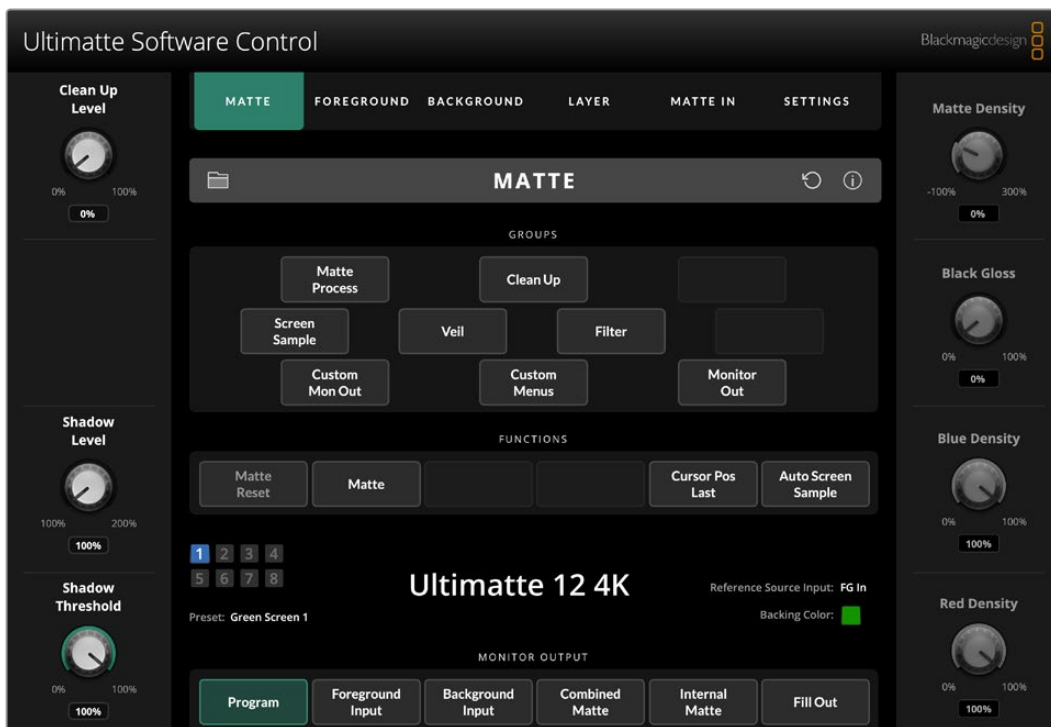 Ultimatte Software Control
Blackmagicdesign
Clean Up
Level
0% 100%
0%
Shadow
Level
100% 200%
100%
Shadow
Threshold
0% 100%
100%
MATTE FOREGROUND BACKGROUND LAYER MATTE IN SETTINGS
MATTE
GROUPS
Matte
Process
Clean Up
Screen
Sample
Veil
Filter
Custom
Mon Out
Custom
Menus
Monitor
Out
FUNCTIONS
Matte
Reset
Matte
Cursor Pos
Last
Auto Screen
Sample
1 2 3 4
5 6 7 8
Preset: Green Screen 1
Ultimatte 12 4K
Reference Source Input: FG In
Backing Color:
MONITOR OUTPUT
Program
Foreground
Input
Background
Input
Combined
Matte
Internal
Matte
Fill Out
Matte Density
-100% 300%
0%
Black Gloss
0% 100%
0%
Blue Density
0% 100%
100%
Red Density
0% 100%
100%